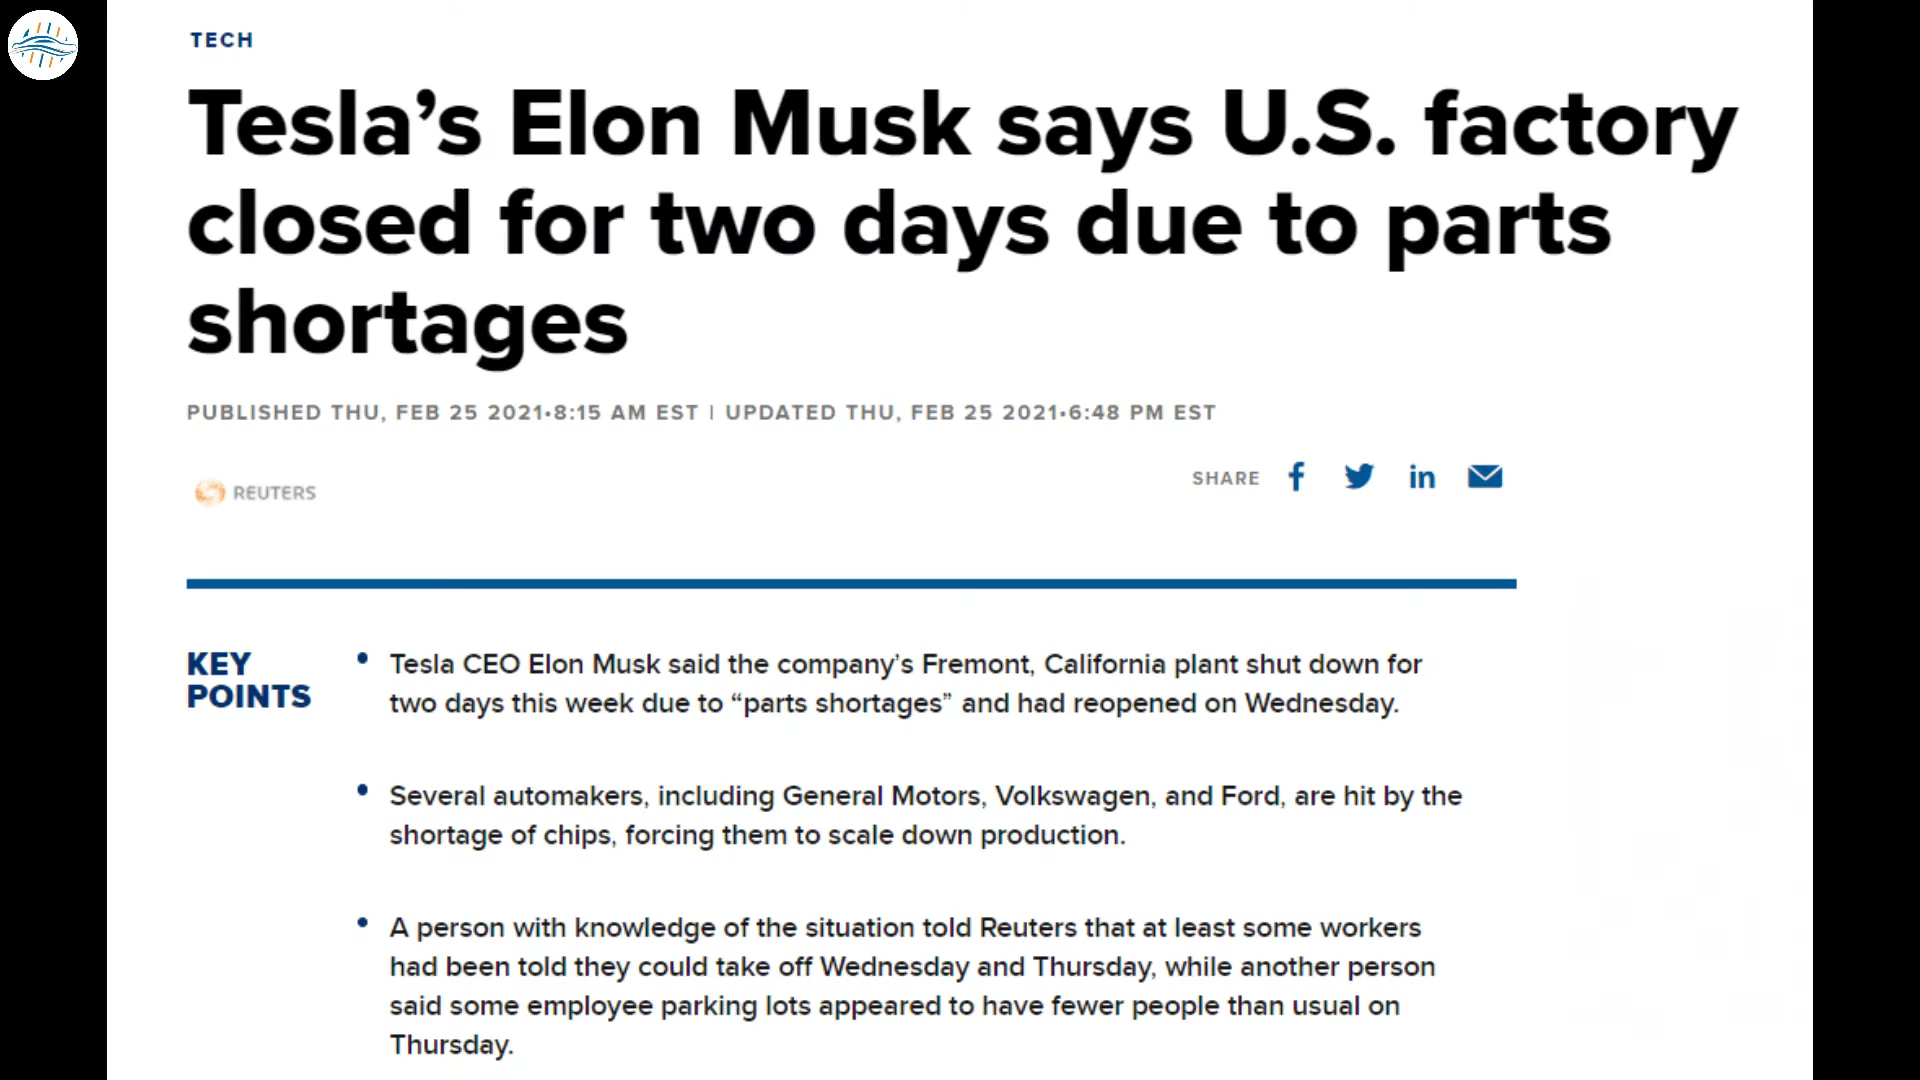 TECH
Tesla’s Elon Musk says U.S. factory
closed for two days due to parts
shortages
PUBLISHED THU, FEB 25 2021•8:15 AM EST | UPDATED THU, FEB 25 2021•6:48 PM EST
REUTERS
SHARE
KEY
POINTS
• Tesla CEO Elon Musk said the company’s Fremont, California plant shut down for
two days this week due to “parts shortages” and had reopened on Wednesday.
• Several automakers, including General Motors, Volkswagen, and Ford, are hit by the
shortage of chips, forcing them to scale down production.
• A person with knowledge of the situation told Reuters that at least some workers
had been told they could take off Wednesday and Thursday, while another person
said some employee parking lots appeared to have fewer people than usual on
Thursday.